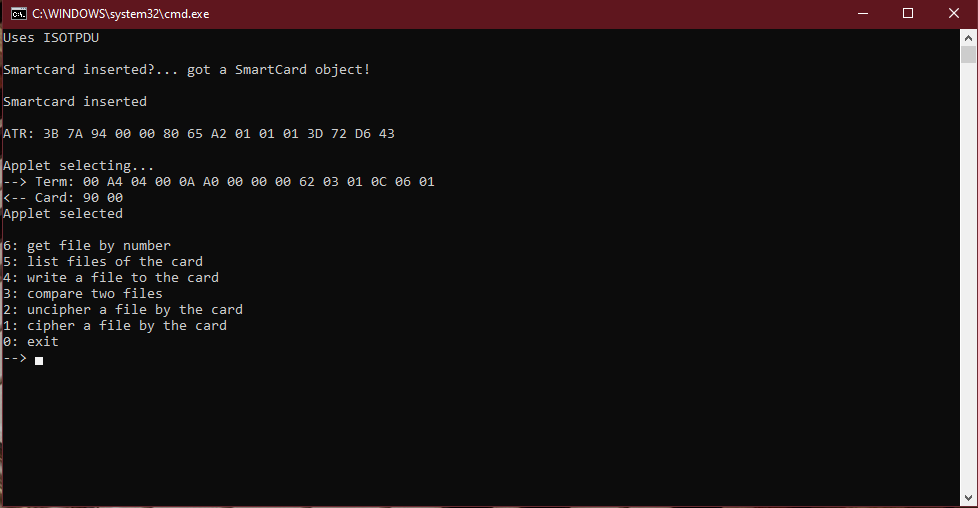 C:\WINDOWS\system32\cmd.exe
Uses ISOTPDU
Smartcard inserted?... got a SmartCard object!
Smartcard inserted
ATR: 3B 7A 94 00 00 80 65 A2 01 01 01 3D 72 D6 43
Applet selecting...
--> Term: 00 A4 04 00 0A A0 00 00 00 62 03 01 0C 06 01
<-- Card: 90 00
Applet selected
6: get file by number
5: list files of the card
4: write a file to the card
3: compare two files
2: uncipher a file by the card
1: cipher a file by the card
0: exit
-->